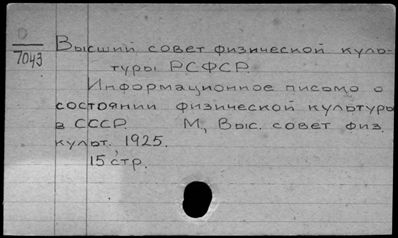 0
7043
Высший совет физической куль-
туры РСФСР.
Информационное письмо о
состоянии физической культуры
в СССР. М., Выс. совет физ.
культ. 1925.
15 стр.